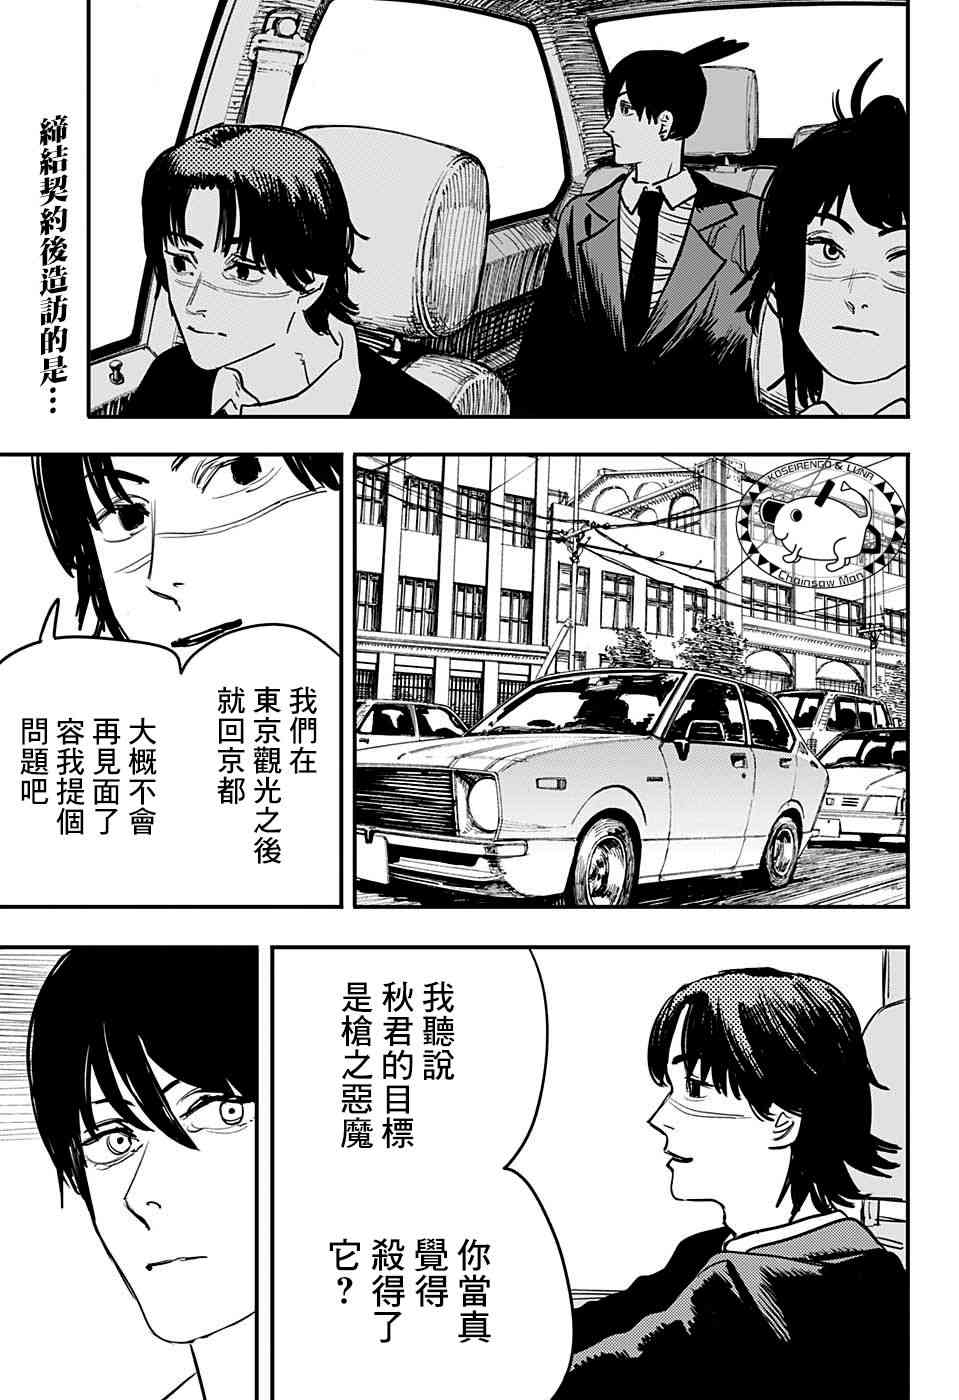 締結契約後造訪的是…
KOSEIRENGO & LUNA
Chainsaw Man
我們在
東京觀光之後
就回京都
大概不會
再見面了
容我提個
問題吧
我聽說
秋君的目標
是槍之惡魔
你當真
覺得
殺得了
它?